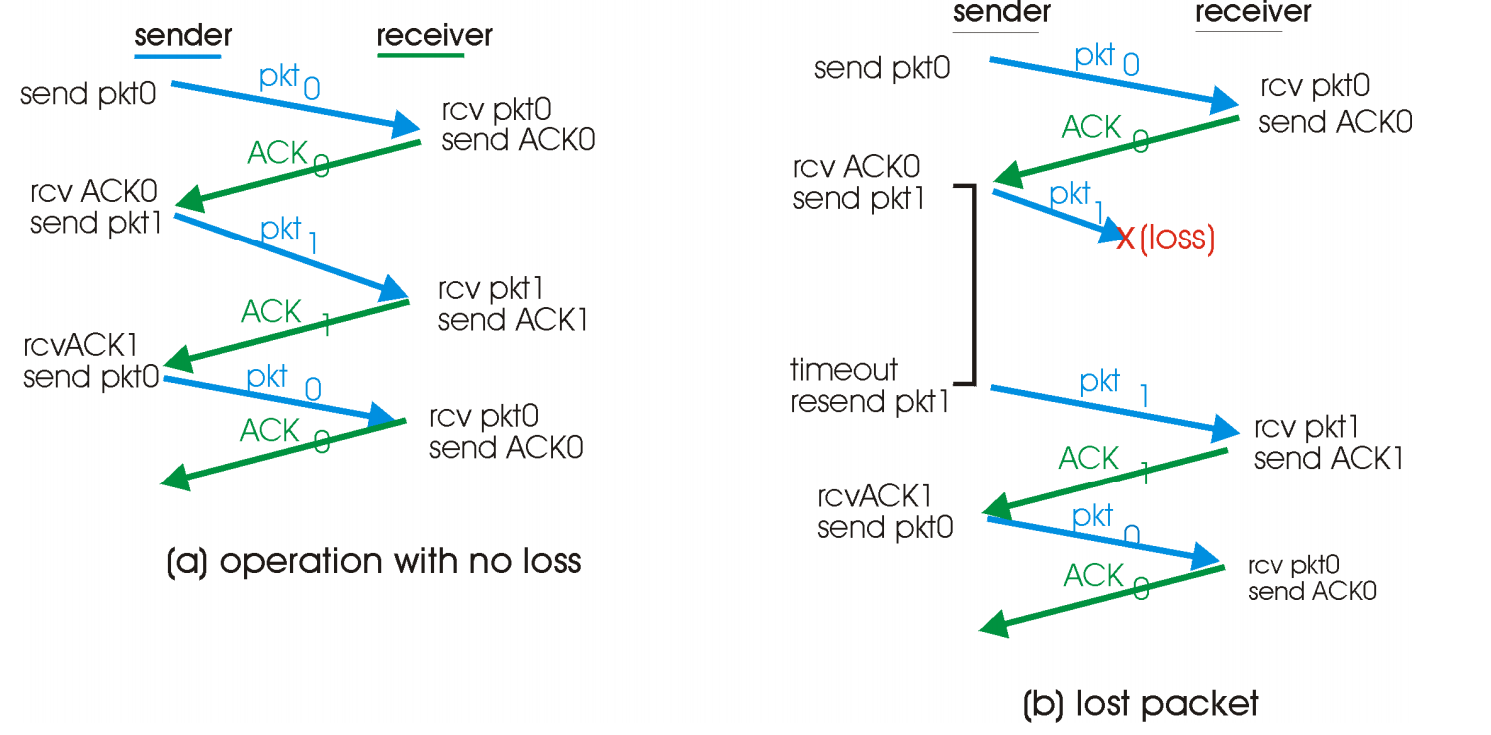 sender
receiver
send pkt0
pkt 0
rcv pkt0
send ACK0
ACK 0
rcv ACK0
send pkt1
pkt 1
rcv pkt1
send ACK1
ACK 1
rcvACK1
send pkt0
pkt 0
rcv pkt0
send ACK0
ACK 0
(a) operation with no loss
sender
receiver
send pkt0
pkt 0
rcv pkt0
send ACK0
ACK 0
rcv ACK0
send pkt1
pkt 1
X (loss)
timeout
resend pkt1
pkt 1
rcv pkt1
send ACK1
ACK 1
rcvACK1
send pkt0
pkt 0
rcv pkt0
send ACK0
ACK 0
(b) lost packet